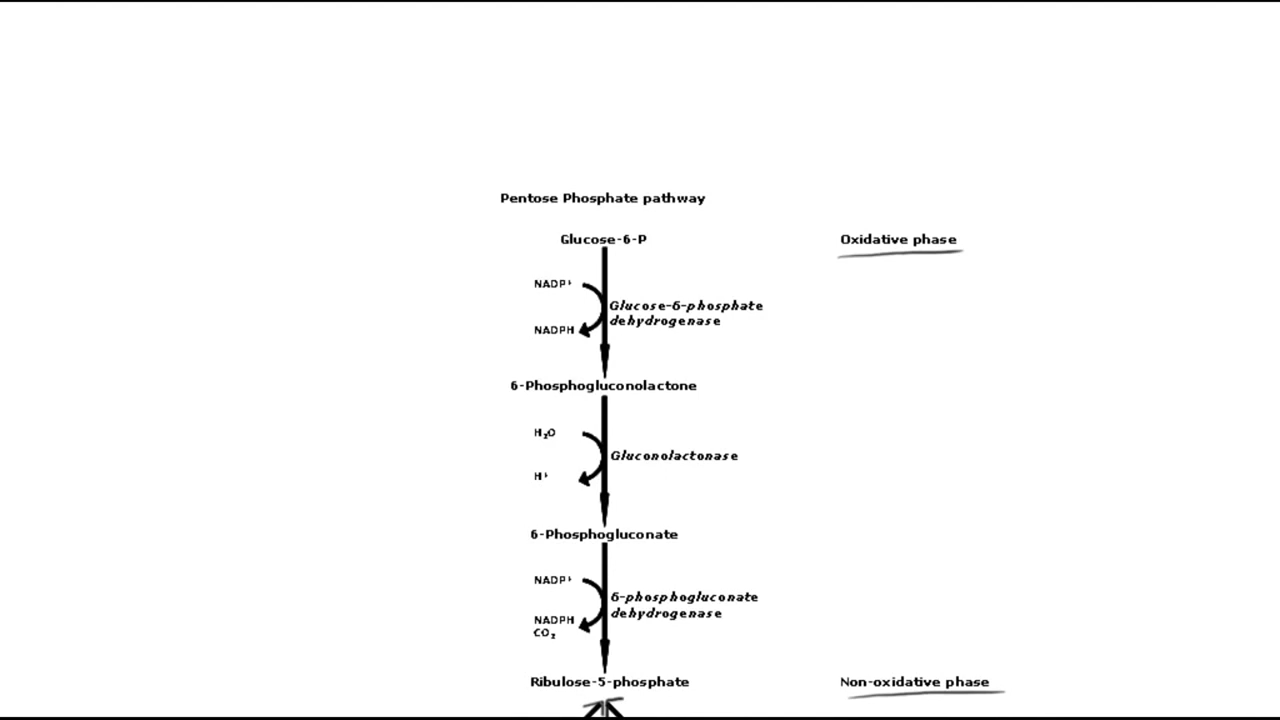 Pentose Phosphate pathway
Glucose-6-P
Oxidative phase
NADP⁺
Glucose-6-phosphate
dehydrogenase
NADPH
6-Phosphogluconolactone
H₂O
Gluconolactonase
H⁺
6-Phosphogluconate
NADP⁺
6-phosphogluconate
dehydrogenase
NADPH
CO₂
Ribulose-5-phosphate
Non-oxidative phase